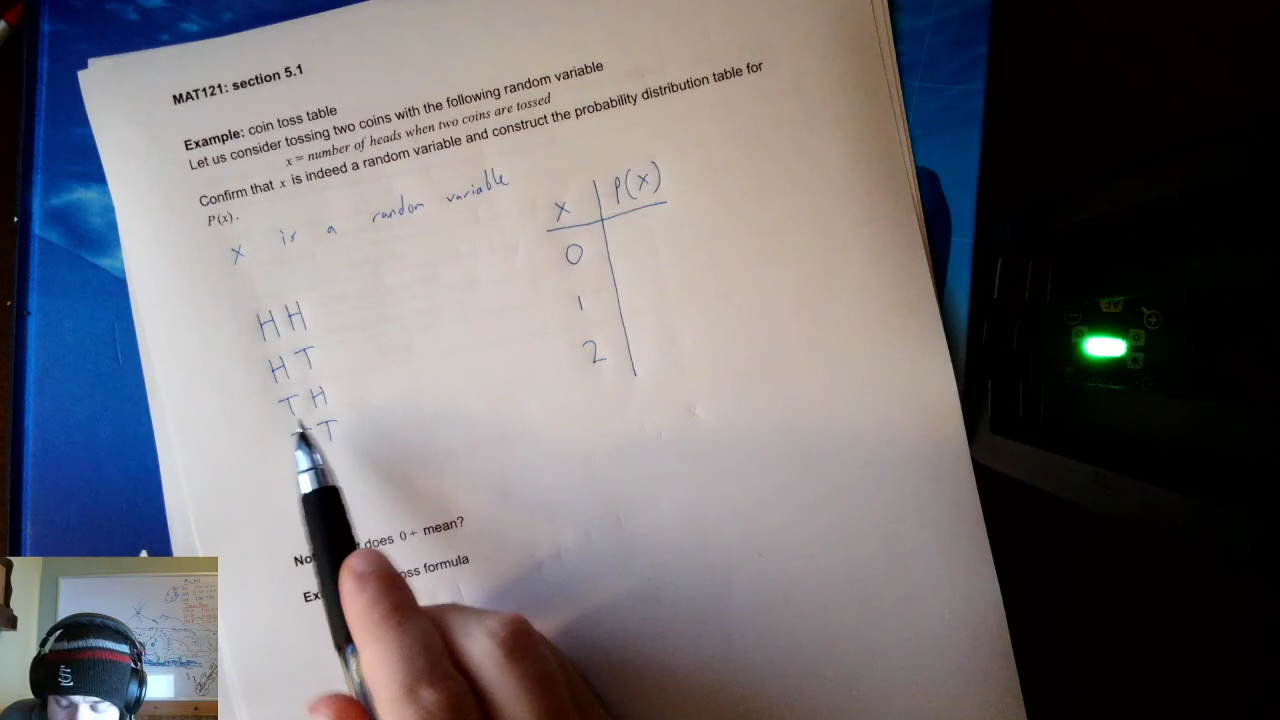 MAT121: section 5.1
Example: coin toss table
Let us consider tossing two coins with the following random variable
x = number of heads when two coins are tossed
Confirm that x is indeed a random variable and construct the probability distribution table for
P(x).
x is a random variable
x P(x)
0
1
2
HH
HT
TH
TT
does 0+ mean?
formula